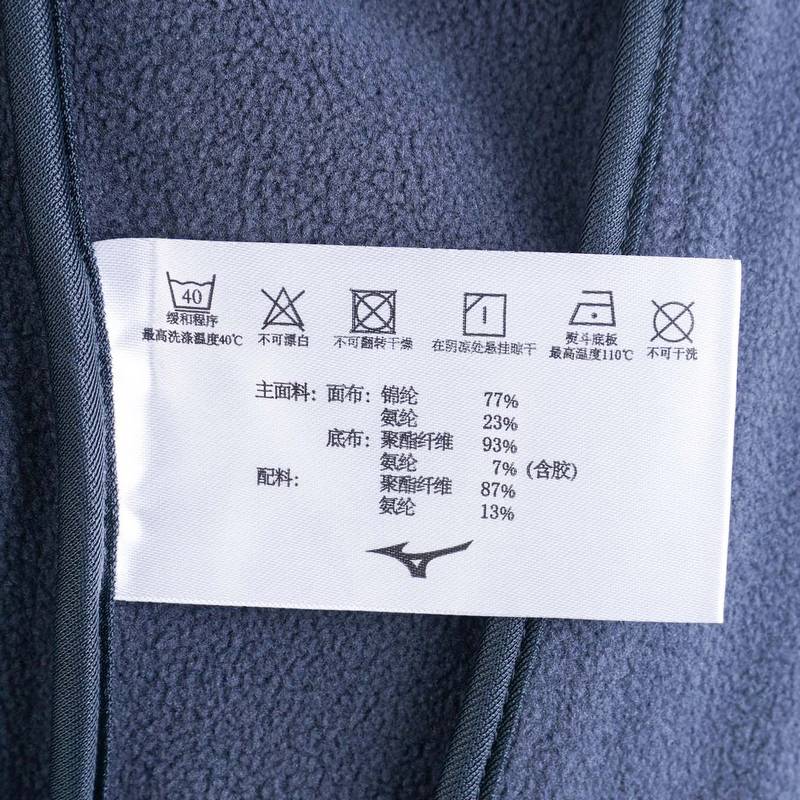 40
缓和程序
最高洗涤温度40℃
不可漂白
不可翻转干燥
在阴凉处悬挂晾干
熨斗底板
最高温度110℃
不可干洗
主面料：面布：锦纶 77%
氨纶 23%
底布：聚酯纤维 93%
氨纶 7% (含胶)
配料： 聚酯纤维 87%
氨纶 13%